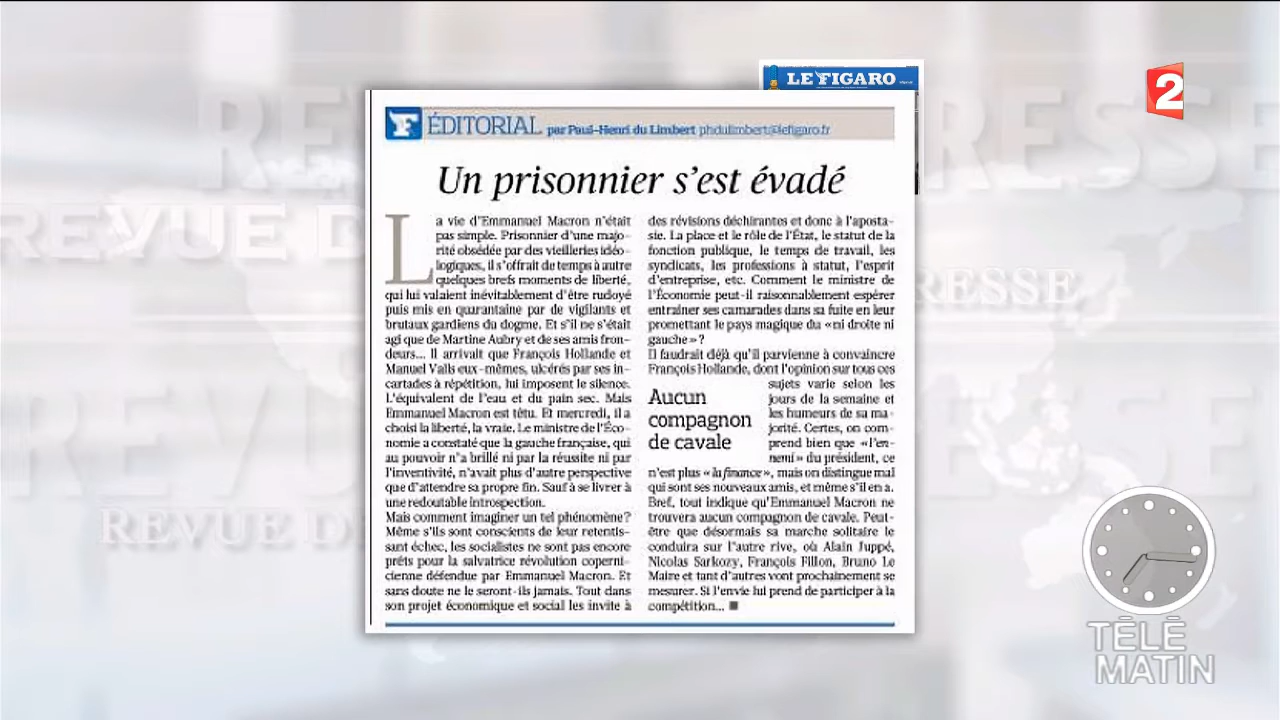 LE FIGARO
2
ÉDITORIAL par Paul-Henri du Limbert phdulimbert@lefigaro.fr
Un prisonnier s'est évadé
La vie d'Emmanuel Macron n'était
pas simple. Prisonnier d'une majo-
rité obsédée par des vieilleries idéo-
logiques, il s'offrait de temps à autre
quelques brefs moments de liberté,
qui lui valaient inévitablement d'être rudoyé
puis mis en quarantaine par de vigilants et
brutaux gardiens du dogme. Et s'il ne s'était
agi que de Martine Aubry et de ses amis fron-
deurs... Il arrivait que François Hollande et
Manuel Valls eux-mêmes, ulcérés par ses in-
cartades à répétition, lui imposent le silence.
L'équivalent de l'eau et du pain sec. Mais
Emmanuel Macron est têtu. Et mercredi, il a
choisi la liberté, la vraie. Le ministre de l'Éco-
nomie a constaté que la gauche française, qui
au pouvoir n'a brillé ni par la réussite ni par
l'inventivité, n'avait plus d'autre perspective
que d'attendre sa propre fin. Sauf à se livrer à
une redoutable introspection.
Mais comment imaginer un tel phénomène ?
Même s'ils sont conscients de leur retentis-
sant échec, les socialistes ne sont pas encore
prêts pour la salvatrice révolution coperni-
cienne défendue par Emmanuel Macron. Et
sans doute ne le seront-ils jamais. Tout dans
son projet économique et social les invite à
des révisions déchirantes et donc à l'aposta-
sie. La place et le rôle de l'État, le statut de la
fonction publique, le temps de travail, les
syndicats, les professions à statut, l'esprit
d'entreprise, etc. Comment le ministre de
l'Économie peut-il raisonnablement espérer
entraîner ses camarades dans sa fuite en leur
promettant le pays magique du « ni droite ni
gauche » ?
Il faudrait déjà qu'il parvienne à convaincre
François Hollande, dont l'opinion sur tous ces
sujets varie selon les
jours de la semaine et
les humeurs de sa ma-
jorité. Certes, on com-
prend bien que « l'en-
nemi » du président, ce
Aucun
compagnon
de cavale
n'est plus « la finance », mais on distingue mal
qui sont ses nouveaux amis, et même s'il en a.
Bref, tout indique qu'Emmanuel Macron ne
trouvera aucun compagnon de cavale. Peut-
être que désormais sa marche solitaire le
conduira sur l'autre rive, où Alain Juppé,
Nicolas Sarkozy, François Fillon, Bruno Le
Maire et tant d'autres vont prochainement se
mesurer. Si l'envie lui prend de participer à la
compétition... ■
REVUE DE
PRESSE
REVUE DE
TÉLÉ
MATIN